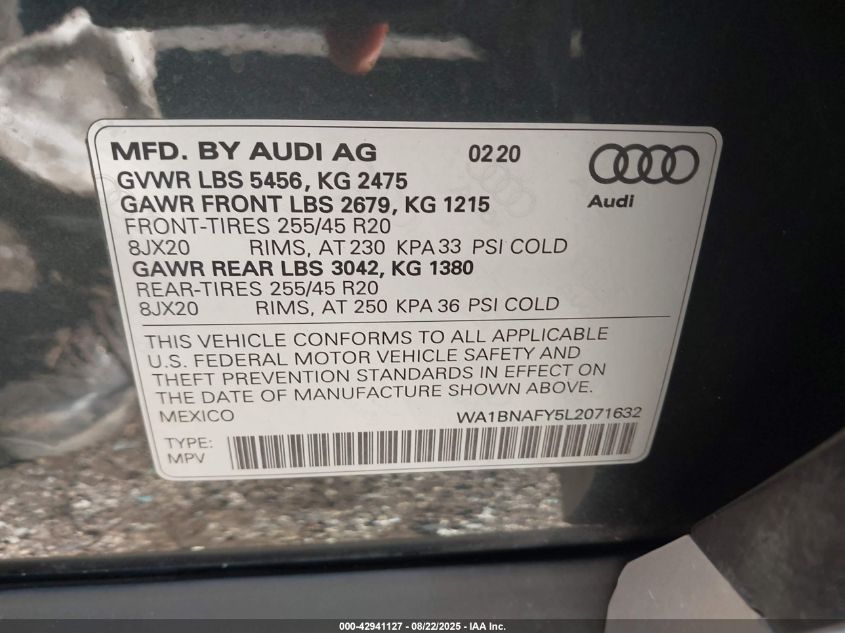 MFD. BY AUDI AG 0220
GVWR LBS 5456, KG 2475
GAWR FRONT LBS 2679, KG 1215
Audi
FRONT-TIRES 255/45 R20
8JX20 RIMS, AT 230 KPA 33 PSI COLD
GAWR REAR LBS 3042, KG 1380
REAR-TIRES 255/45 R20
8JX20 RIMS, AT 250 KPA 36 PSI COLD
THIS VEHICLE CONFORMS TO ALL APPLICABLE
U.S. FEDERAL MOTOR VEHICLE SAFETY AND
THEFT PREVENTION STANDARDS IN EFFECT ON
THE DATE OF MANUFACTURE SHOWN ABOVE.
MEXICO WA1BNAFY5L2071632
TYPE:
MPV
000-42941127 - 08/22/2025 - IAA Inc.